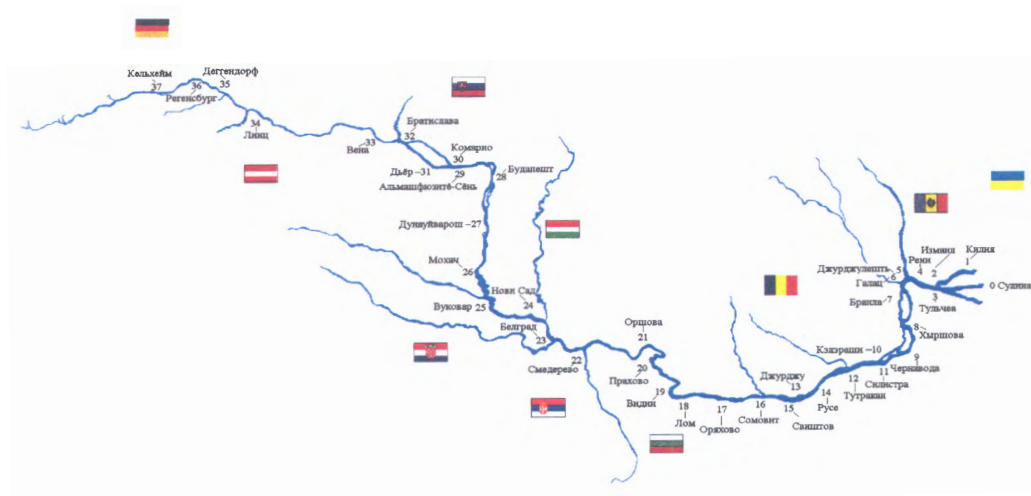 Кельхейм
37
Регенсбург
36
Деггендорф
35
34
Линц
Вена
33
Братислава
32
Дьёр – 31
Комарно
30
29
Альмашфюзитё-Сёнь
Будапешт
28
Дунауйварош – 27
Мохач
26
Вуковар 25
Нови Сад
24
Белград
23
Смедерево
22
Оршова
21
20
Прахово
19
Видин
18
Лом
17
Оряхово
16
Сомовит
15
Свиштов
Джурджу
13
14
Русе
12
Тутракан
11
Силистра
Кэлэраши – 10
9
Чернавода
8
Хыршова
Браила 7
Галац 6
Джурджулешть 5
Рени
4
Измаил
2
Килия
1
0 Сулина
3
Тульчеа